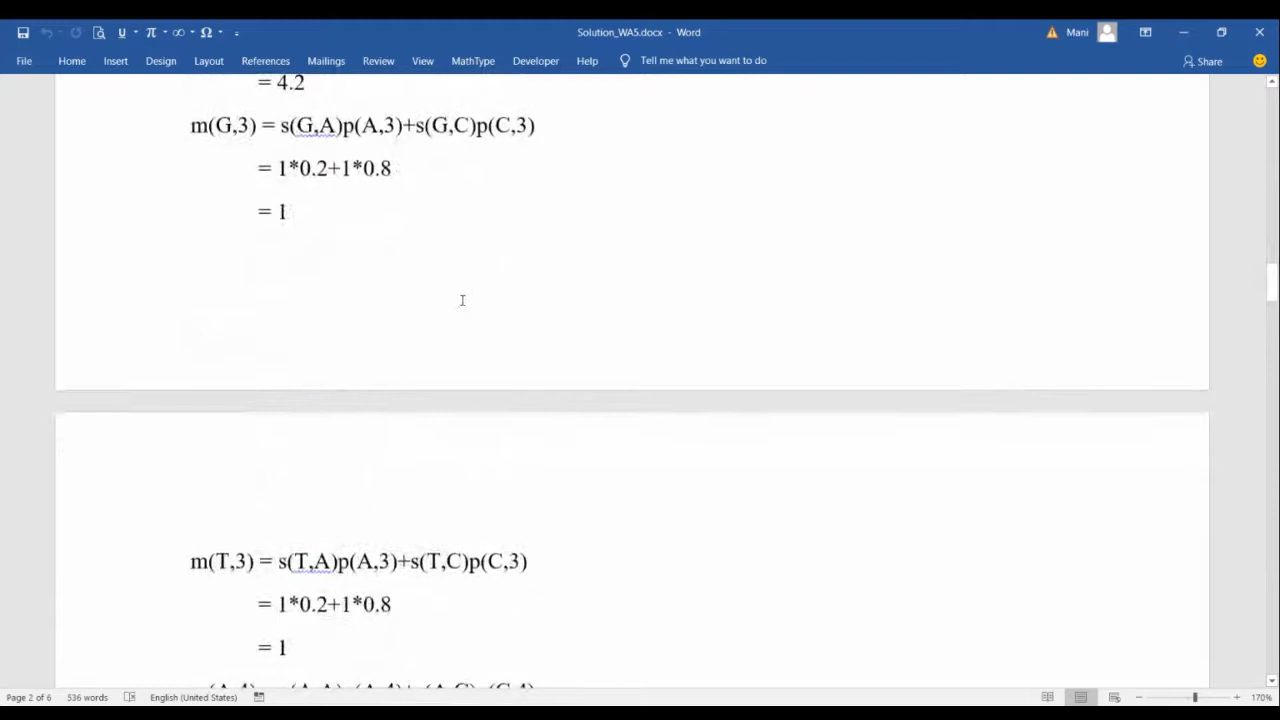 Solution_WA5.docx - Word
Mani
File Home Insert Design Layout References Mailings Review View MathType Developer Help Tell me what you want to do Share
= 4.2
m(G,3) = s(G,A)p(A,3)+s(G,C)p(C,3)
= 1*0.2+1*0.8
= 1
m(T,3) = s(T,A)p(A,3)+s(T,C)p(C,3)
= 1*0.2+1*0.8
= 1
Page 2 of 6 536 words English (United States) 170%